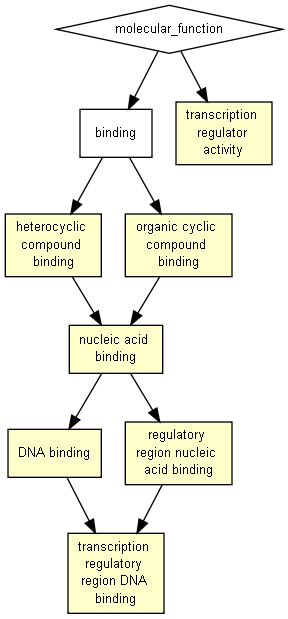 molecular_function
binding
transcription
regulator
activity
heterocyclic
compound
binding
organic cyclic
compound
binding
nucleic acid
binding
DNA binding
regulatory
region nucleic
acid binding
transcription
regulatory
region DNA
binding